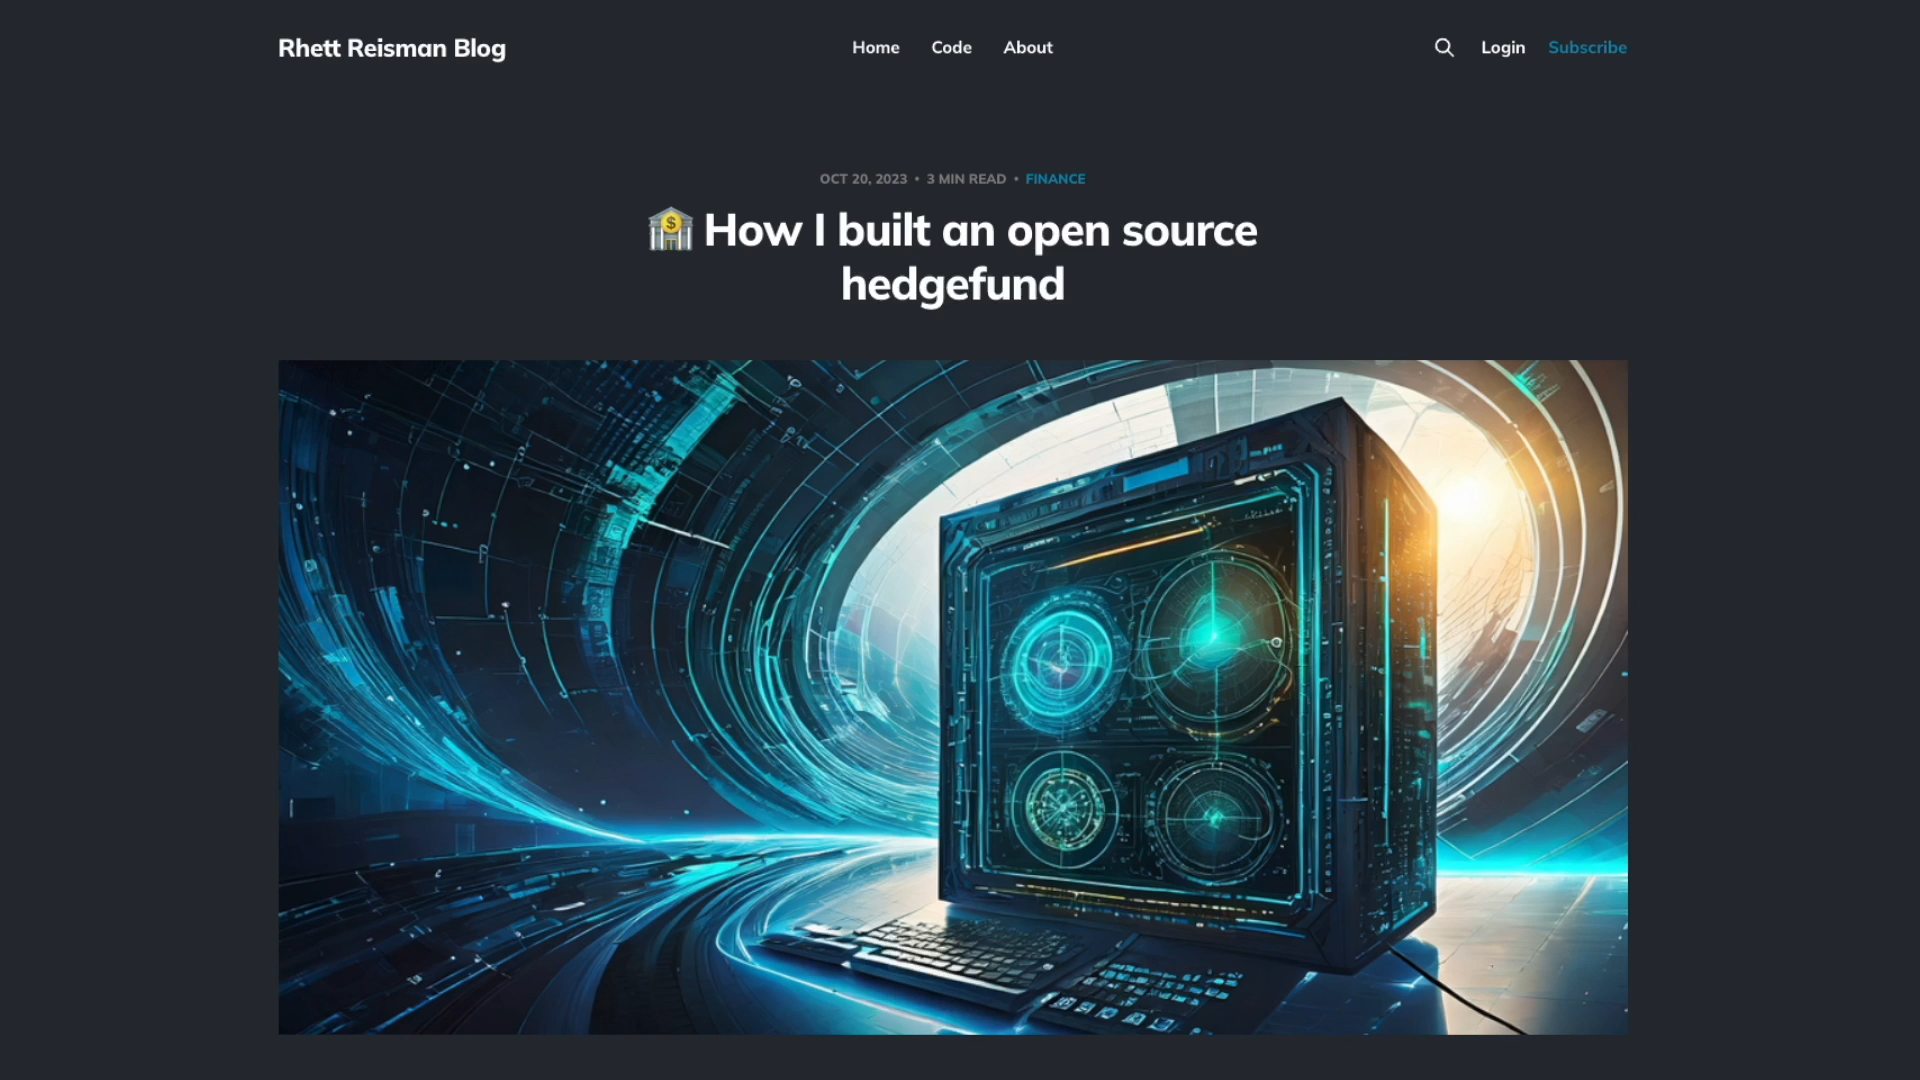 Rhett Reisman Blog
Home Code About
Login Subscribe
OCT 20, 2023 • 3 MIN READ • FINANCE
🏦 How I built an open source
hedgefund